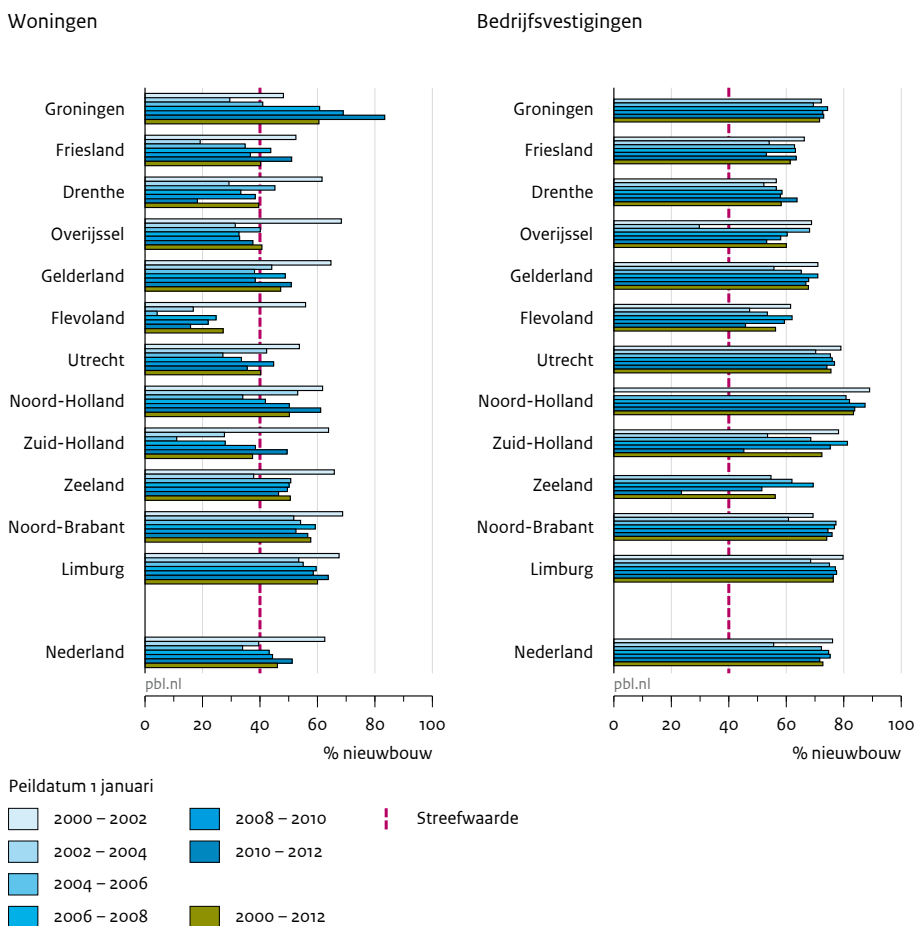 Woningen
Groningen
Friesland
Drenthe
Overijssel
Gelderland
Flevoland
Utrecht
Noord-Holland
Zuid-Holland
Zeeland
Noord-Brabant
Limburg
Nederland
pbl.nl
0 20 40 60 80 100
% nieuwbouw
Bedrijfsvestigingen
Groningen
Friesland
Drenthe
Overijssel
Gelderland
Flevoland
Utrecht
Noord-Holland
Zuid-Holland
Zeeland
Noord-Brabant
Limburg
Nederland
pbl.nl
0 20 40 60 80 100
% nieuwbouw
Peildatum 1 januari
2000 – 2002
2002 – 2004
2004 – 2006
2006 – 2008
2008 – 2010
2010 – 2012
2000 – 2012
Streefwaarde